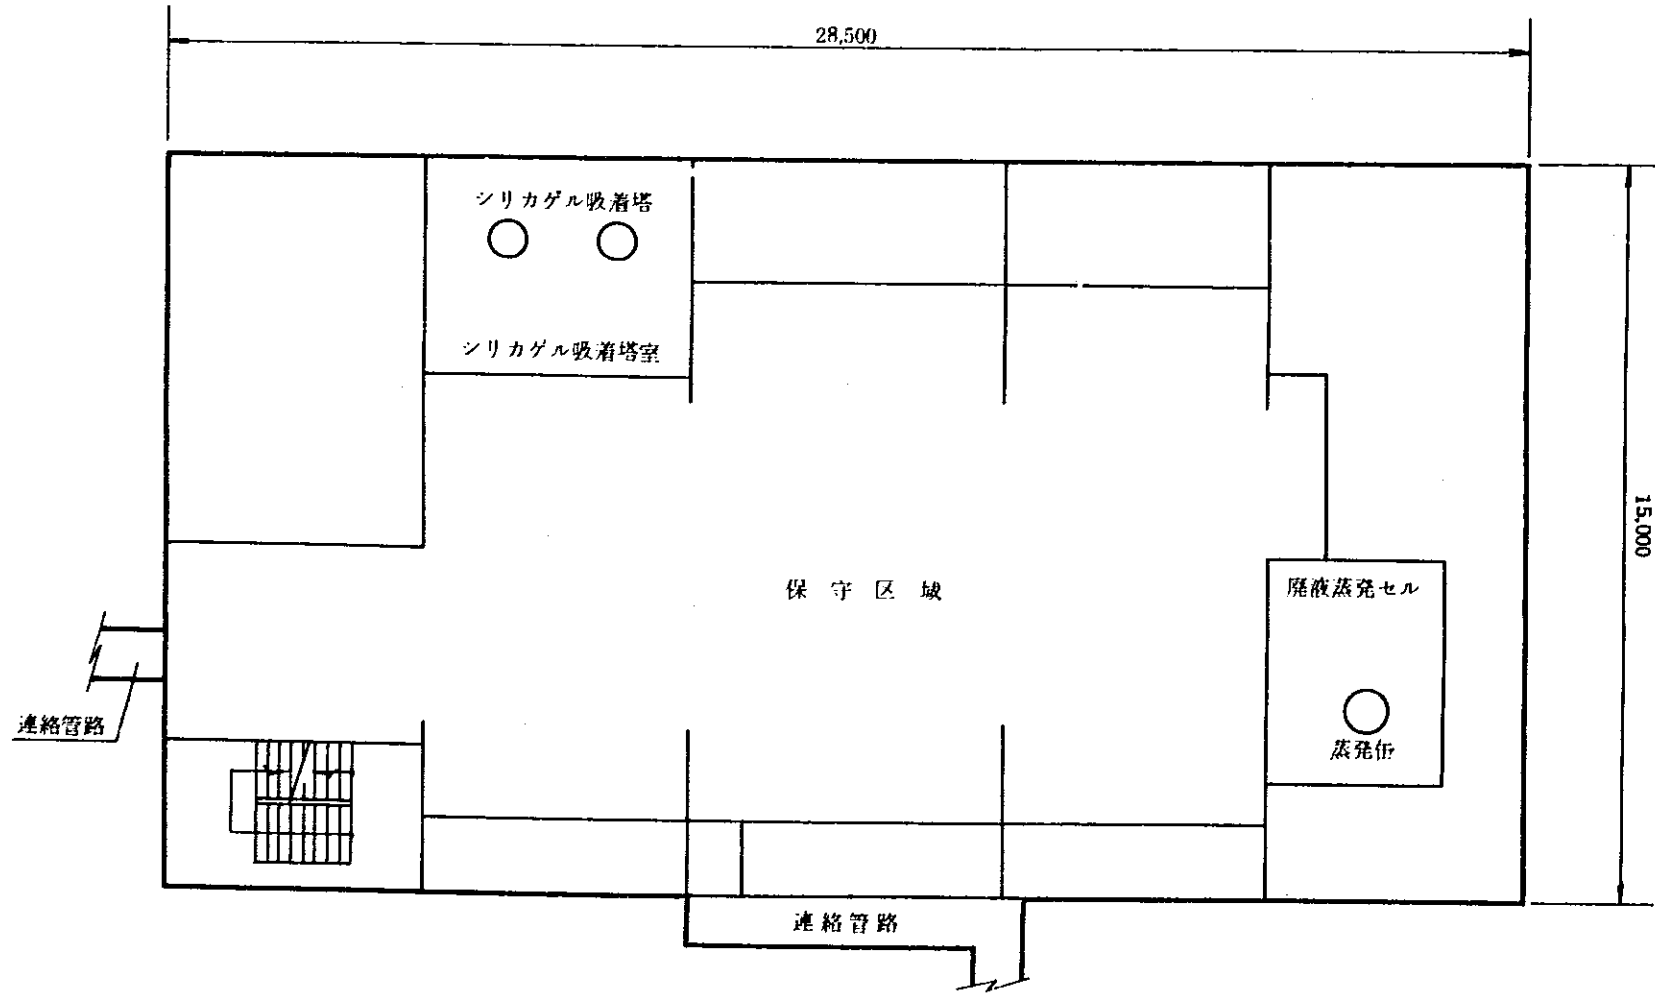 28,500
シリカゲル吸着塔
シリカゲル吸着塔室
15,000
保守区域
廃液蒸発セル
蒸発缶
連絡管路
連絡管路